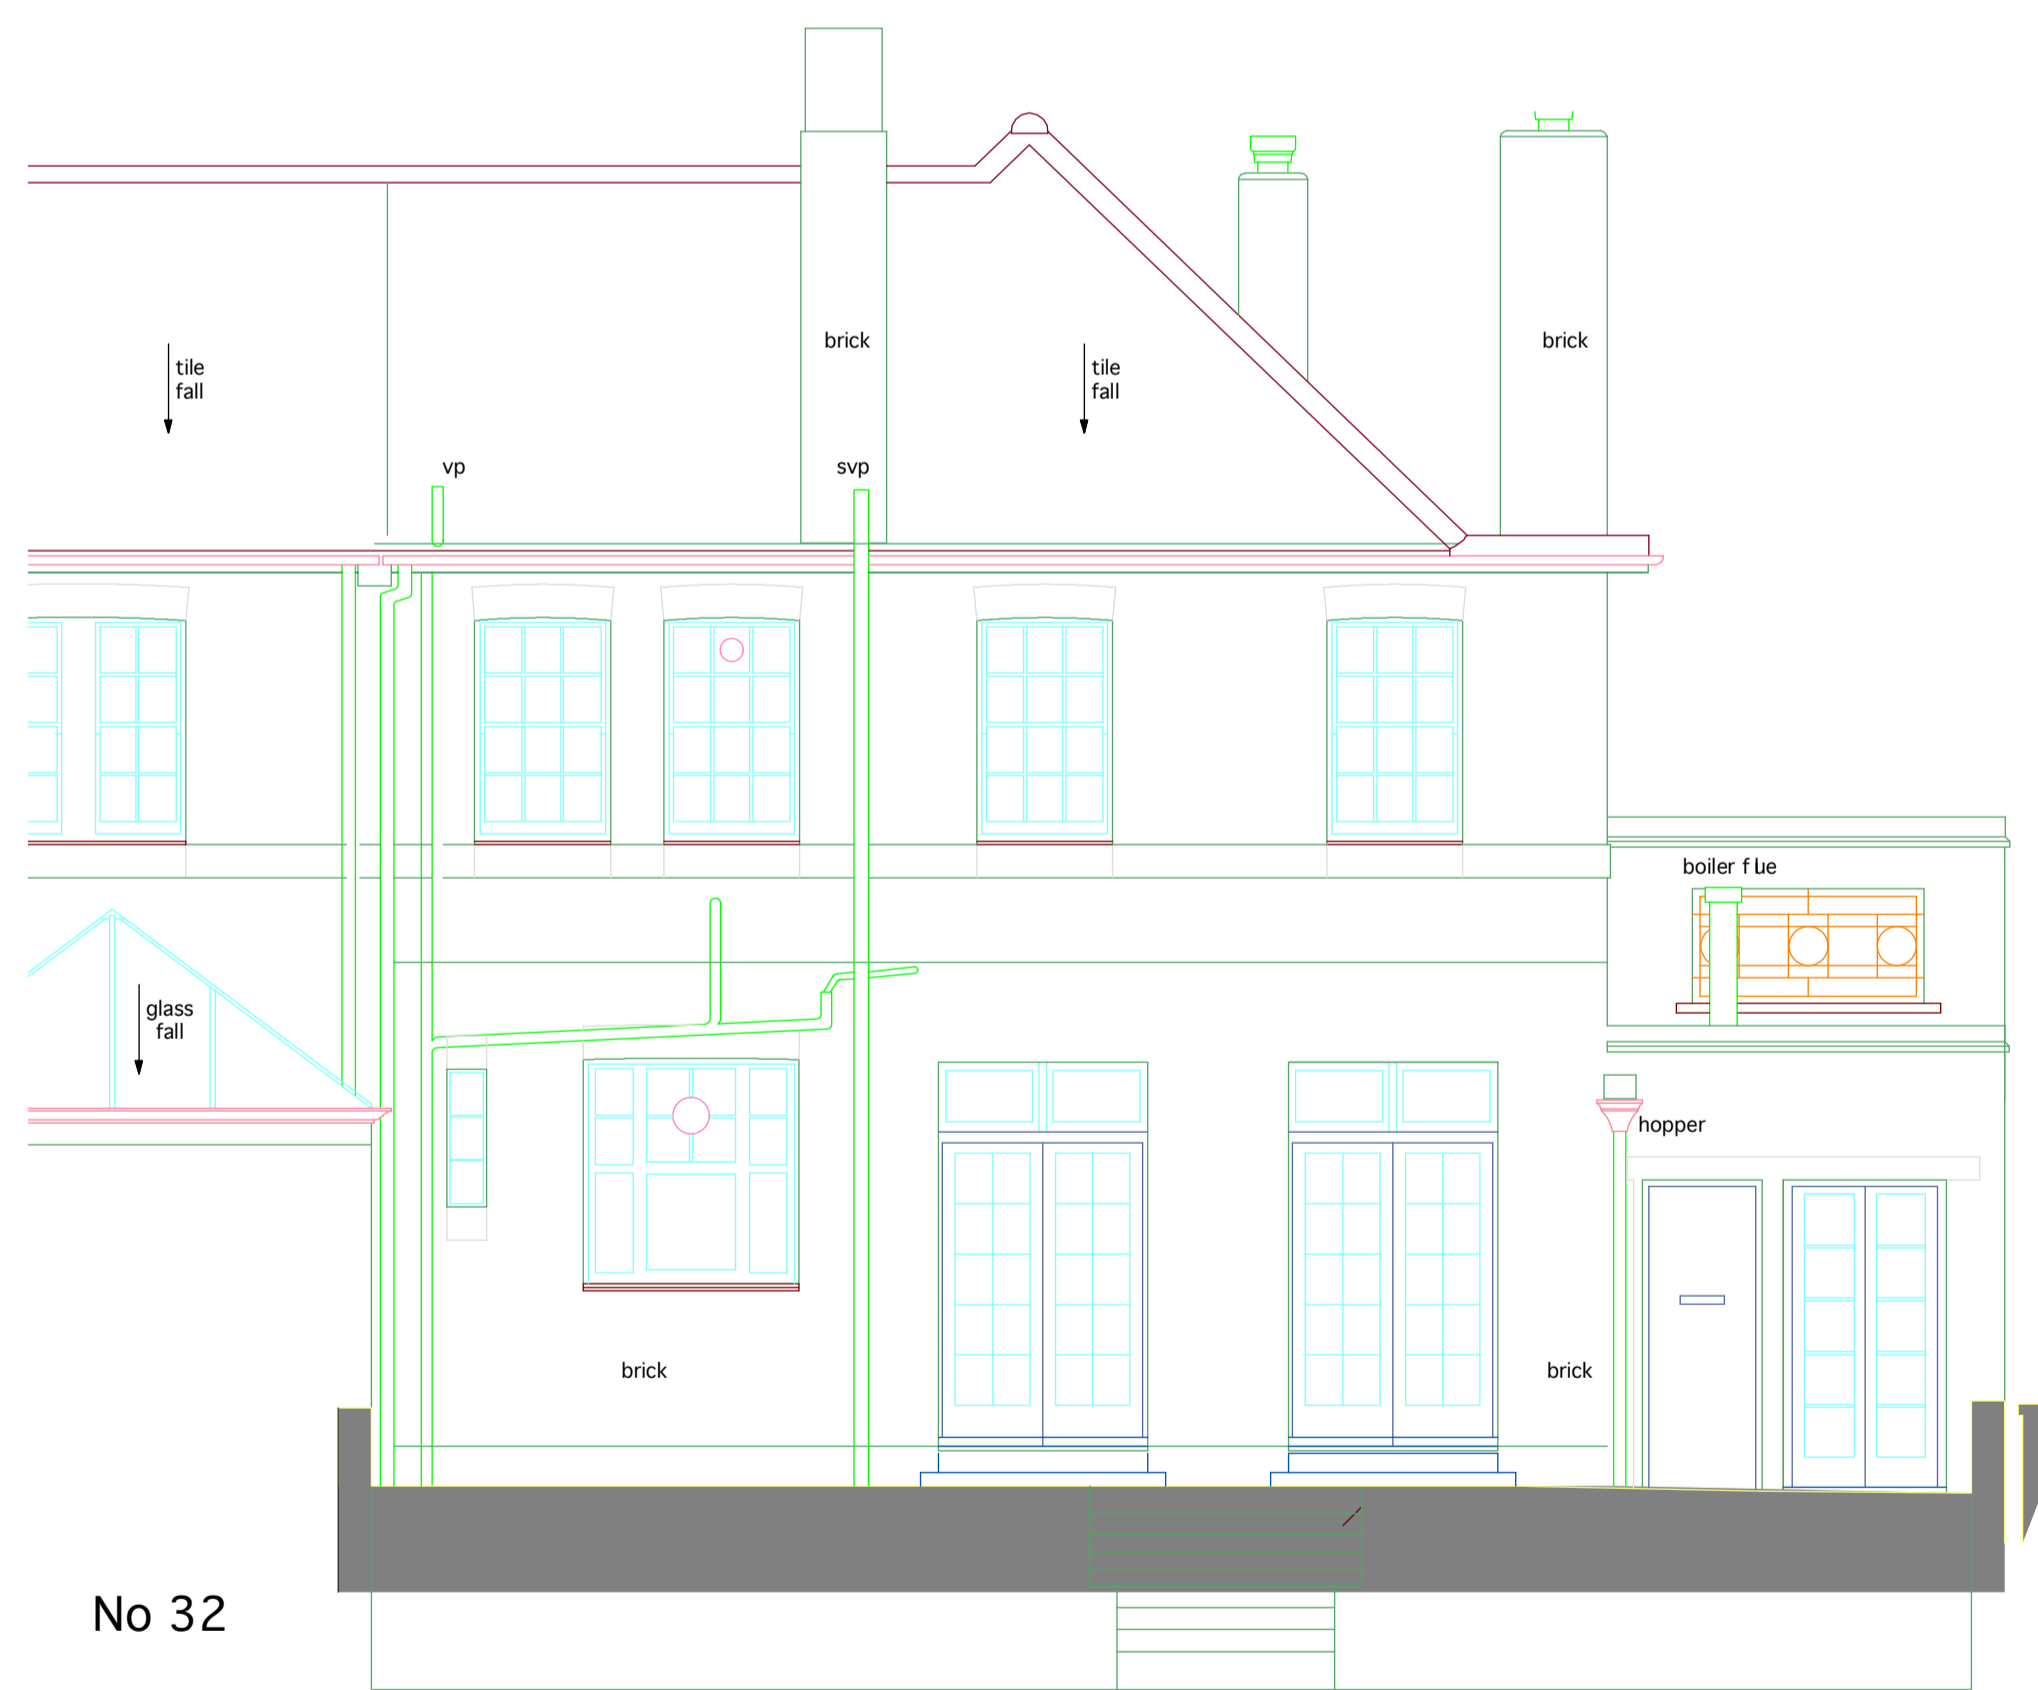 brick
brick
tile
fall
tile
fall
vp
svp
boiler flue
glass
fall
hopper
brick
brick
No 32